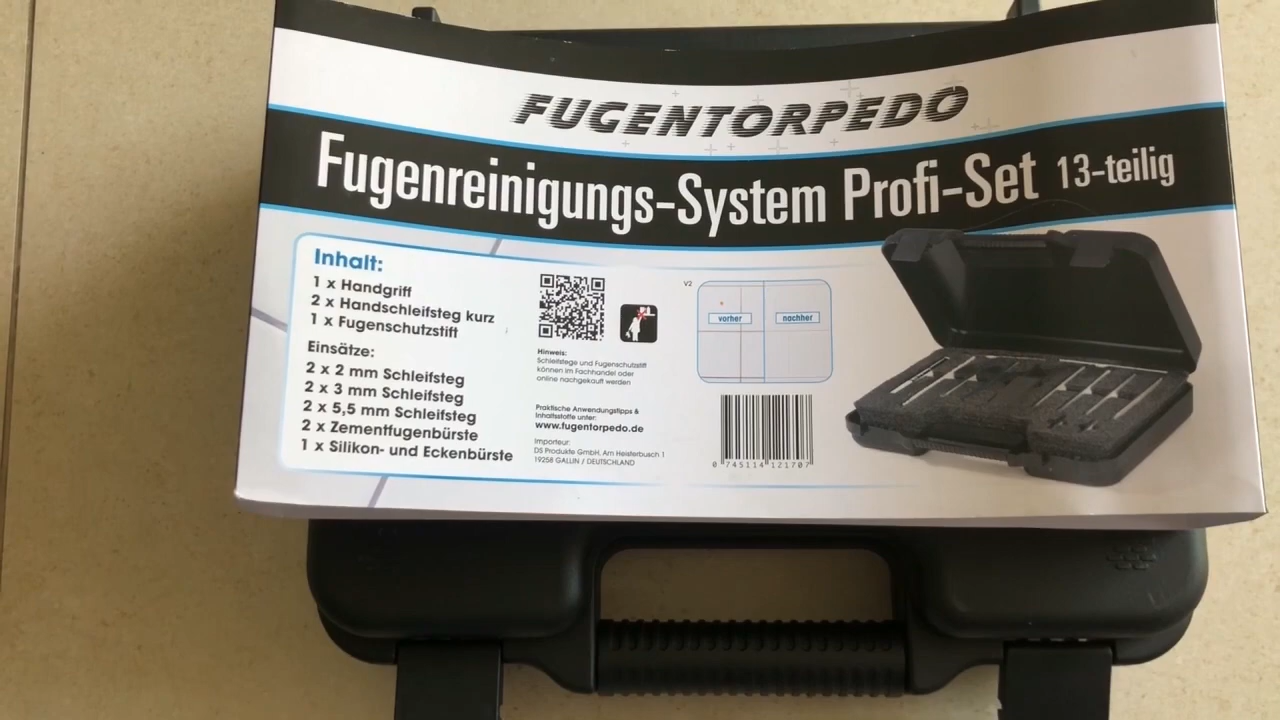 FUGENTORPEDO
Fugenreinigungs-System Profi-Set 13-teilig
Inhalt:
1 x Handgriff
2 x Handschleifsteg kurz
1 x Fugenschutzstift
Einsätze:
2 x 2 mm Schleifsteg
2 x 3 mm Schleifsteg
2 x 5,5 mm Schleifsteg
2 x Zementfugenbürste
1 x Silikon- und Eckenbürste
Hinweis:
Schleifstege und Fugenschutzstift
können im Fachhandel oder
online nachgekauft werden
Praktische Anwendungstipps &
Inhaltsstoffe unter:
www.fugentorpedo.de
Importeur:
DS Produkte GmbH, Am Heisterbusch 1
19258 GALLIN / DEUTSCHLAND
V2
vorher
nachher
0 745114 121707